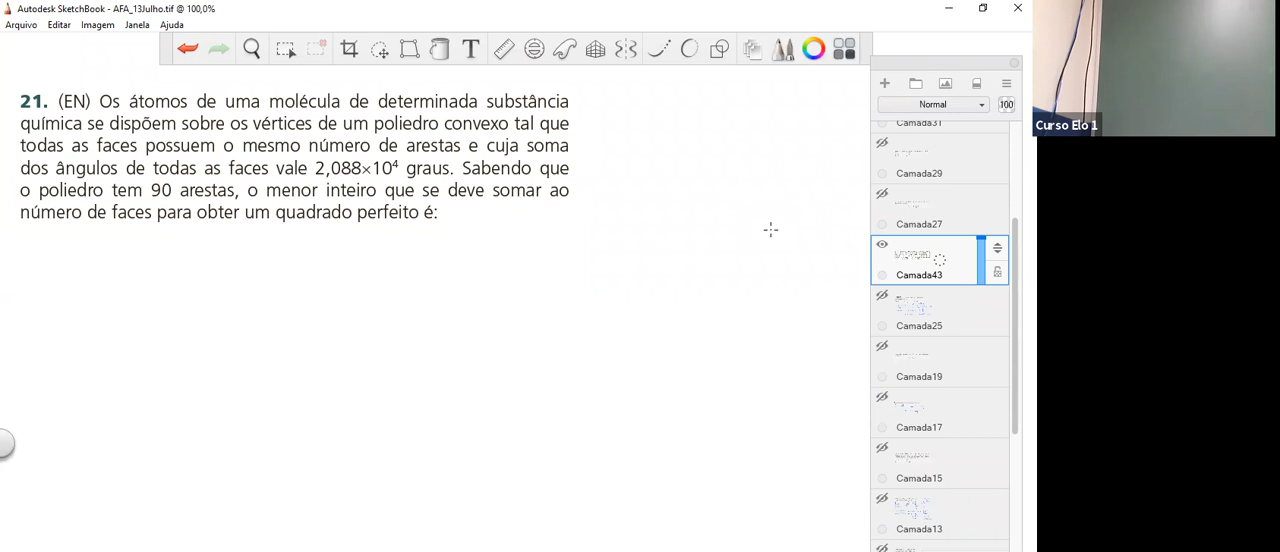 Autodesk SketchBook - AFA_13Julho.tif @ 100,0%
Arquivo Editar Imagem Janela Ajuda
21. (EN) Os átomos de uma molécula de determinada substância
química se dispõem sobre os vértices de um poliedro convexo tal que
todas as faces possuem o mesmo número de arestas e cuja soma
dos ângulos de todas as faces vale 2,088×10⁴ graus. Sabendo que
o poliedro tem 90 arestas, o menor inteiro que se deve somar ao
número de faces para obter um quadrado perfeito é:
Normal 100
Camada31
Camada29
Camada27
Camada43
Camada25
Camada19
Camada17
Camada15
Camada13
Curso Elo 1